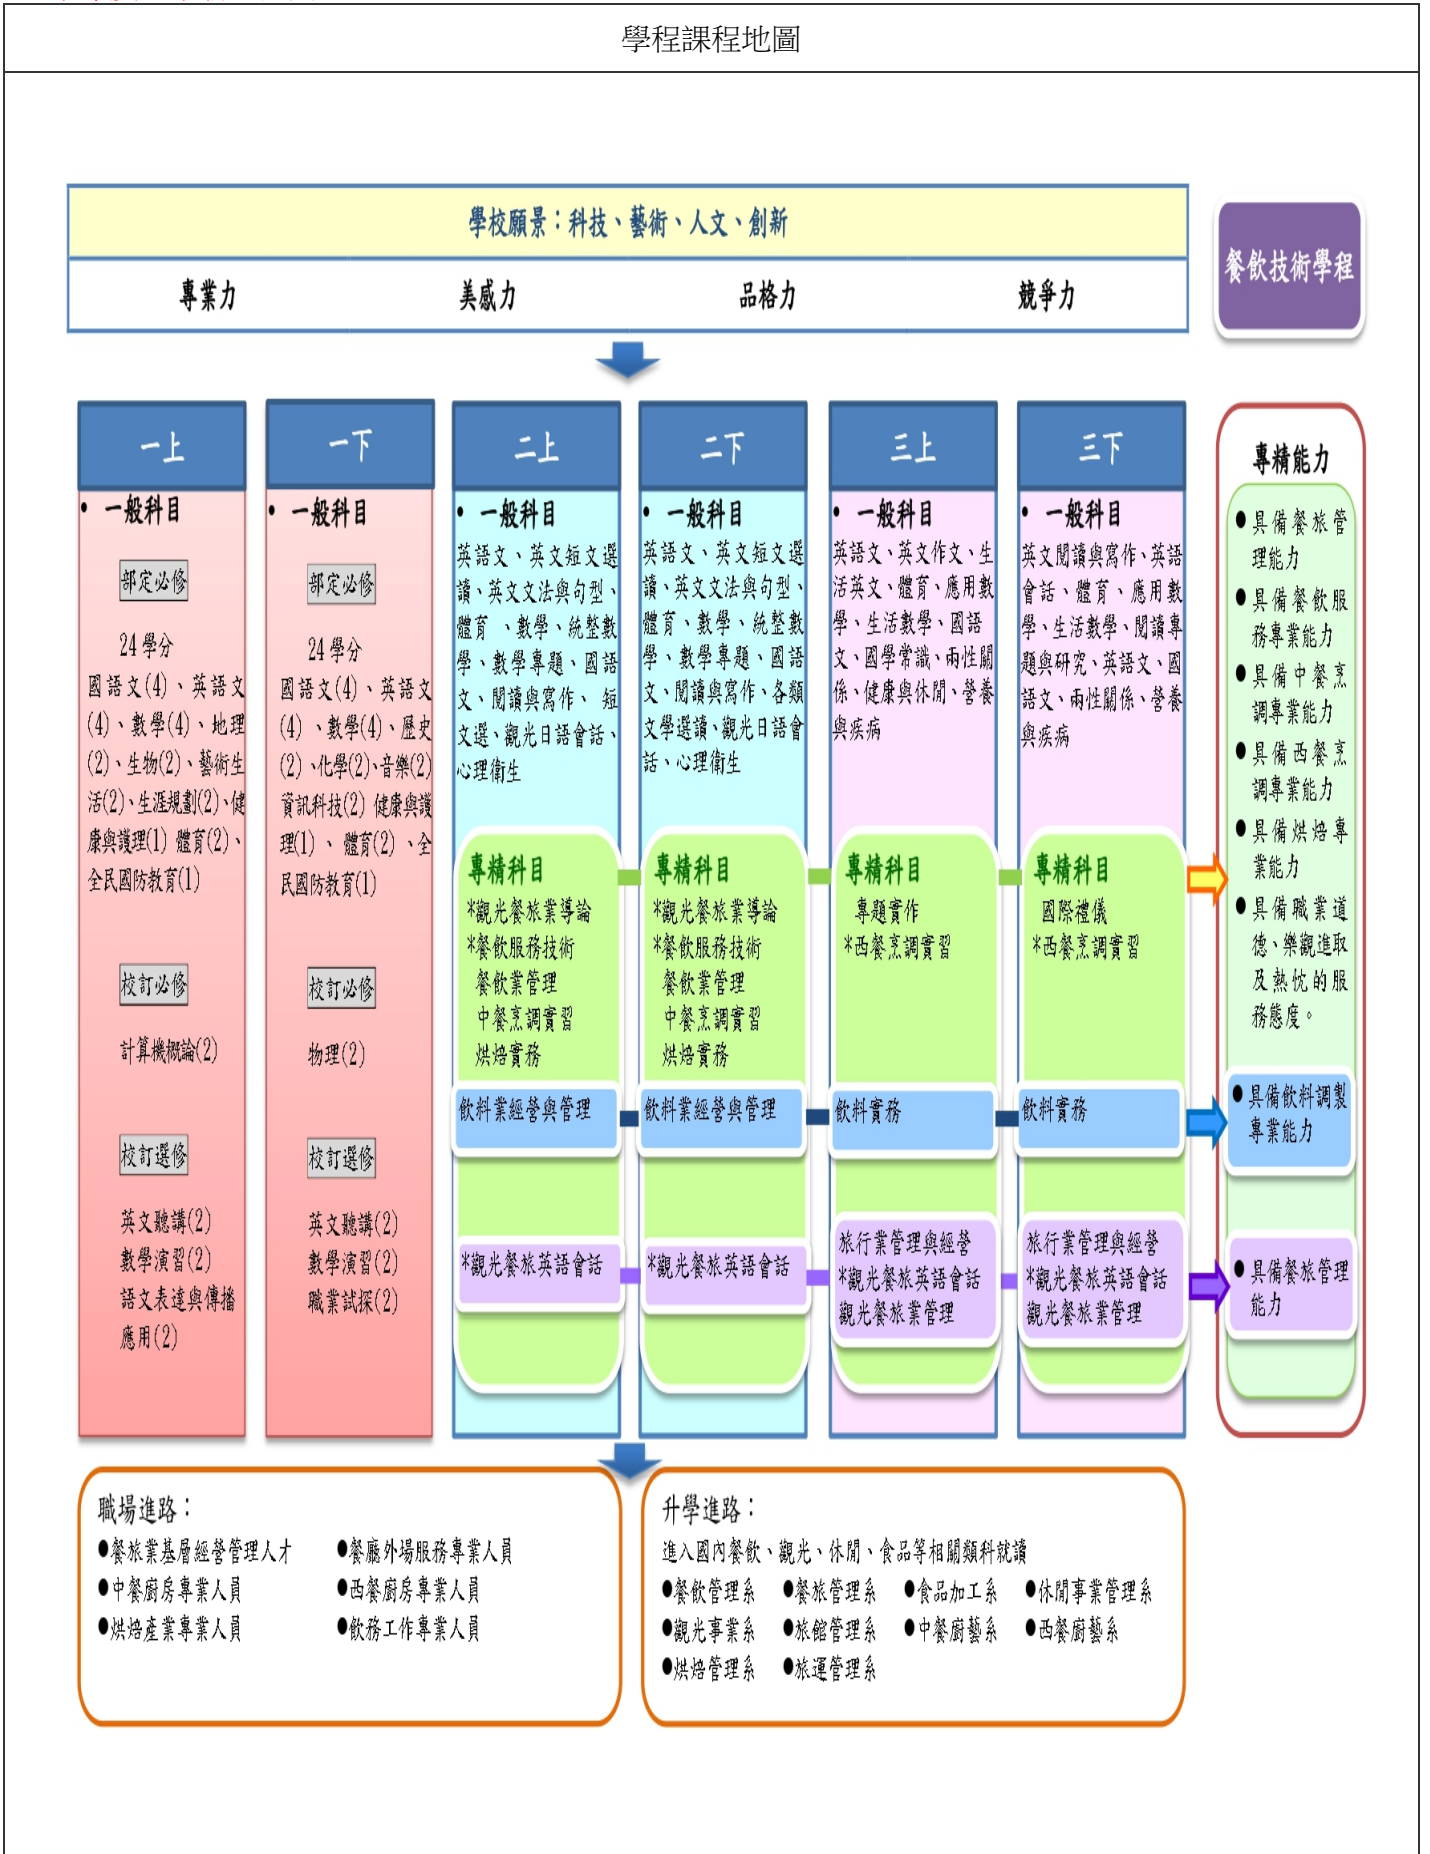 學程課程地圖
學校願景：科技、藝術、人文、創新
專業力
美感力
品格力
競爭力
餐飲技術學程
一上
• 一般科目
部定必修
24 學分
國語文(4)、英語文
(4)、數學(4)、地理
(2)、生物(2)、藝術生
活(2)、生涯規劃(2)、健
康與護理(1) 體育(2)、
全民國防教育(1)
校訂必修
計算機概論(2)
校訂選修
英文聽講(2)
數學演習(2)
語文表達與傳播
應用(2)
一下
• 一般科目
部定必修
24 學分
國語文(4)、英語文
(4)、數學(4)、歷史
(2)、化學(2)、音樂(2)
資訊科技(2) 健康與護
理(1) 、 體育(2) 、全
民國防教育(1)
校訂必修
物理(2)
校訂選修
英文聽講(2)
數學演習(2)
職業試探(2)
二上
• 一般科目
英語文、英文短文選
讀、英文文法與句型、
體育 、數學、統整數
學、數學專題、國語
文、閱讀與寫作、 短
文選、觀光日語會話、
心理衛生
專精科目
*觀光餐旅業導論
*餐飲服務技術
餐飲業管理
中餐烹調實習
烘焙實務
飲料業經營與管理
*觀光餐旅英語會話
二下
• 一般科目
英語文、英文短文選
讀、英文文法與句型、
體育、數學、統整數
學、數學專題、國語
文、閱讀與寫作、各類
文學選讀、觀光日語會
話、心理衛生
專精科目
*觀光餐旅業導論
*餐飲服務技術
餐飲業管理
中餐烹調實習
烘焙實務
飲料業經營與管理
*觀光餐旅英語會話
三上
• 一般科目
英語文、英文作文、生
活英文、體育、應用數
學、生活數學、國語
文、國學常識、兩性關
係、健康與休閒、營養
與疾病
專精科目
專題實作
*西餐烹調實習
飲料實務
旅行業管理與經營
*觀光餐旅英語會話
觀光餐旅業管理
三下
• 一般科目
英文閱讀與寫作、英語
會話、體育、應用數
學、生活數學、閱讀專
題與研究、英語文、國
語文、兩性關係、營養
與疾病
專精科目
國際禮儀
*西餐烹調實習
飲料實務
旅行業管理與經營
*觀光餐旅英語會話
觀光餐旅業管理
專精能力
●具備餐旅管
理能力
●具備餐飲服
務專業能力
●具備中餐烹
調專業能力
●具備西餐烹
調專業能力
●具備烘焙專
業能力
●具備職業道
德、樂觀進取
及熱忱的服
務態度。
●具備飲料調製
專業能力
●具備餐旅管理
能力
職場進路：
●餐旅業基層經營管理人才 ●餐廳外場服務專業人員
●中餐廚房專業人員 ●西餐廚房專業人員
●烘焙產業專業人員 ●飲務工作專業人員
升學進路：
進入國內餐飲、觀光、休閒、食品等相關類科就讀
●餐飲管理系 ●餐旅管理系 ●食品加工系 ●休閒事業管理系
●觀光事業系 ●旅館管理系 ●中餐廚藝系 ●西餐廚藝系
●烘焙管理系 ●旅運管理系